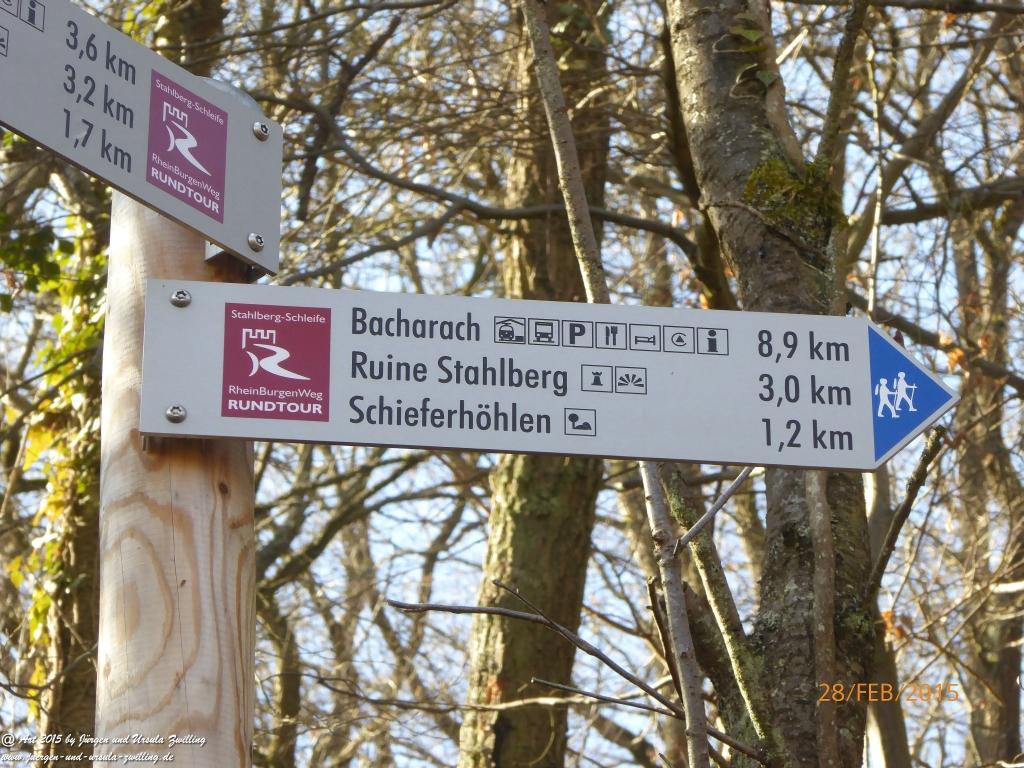 3,6 km
3,2 km
1,7 km
Stahlberg-Schleife
RheinBurgenWeg
RUNDTOUR
Stahlberg-Schleife
RheinBurgenWeg
RUNDTOUR
Bacharach P i 8,9 km
Ruine Stahlberg 3,0 km
Schieferhöhlen 1,2 km
28/FEB/2015
@ Art 2015 by Jürgen und Ursula Zwilling
www.juergen-und-ursula-zwilling.de